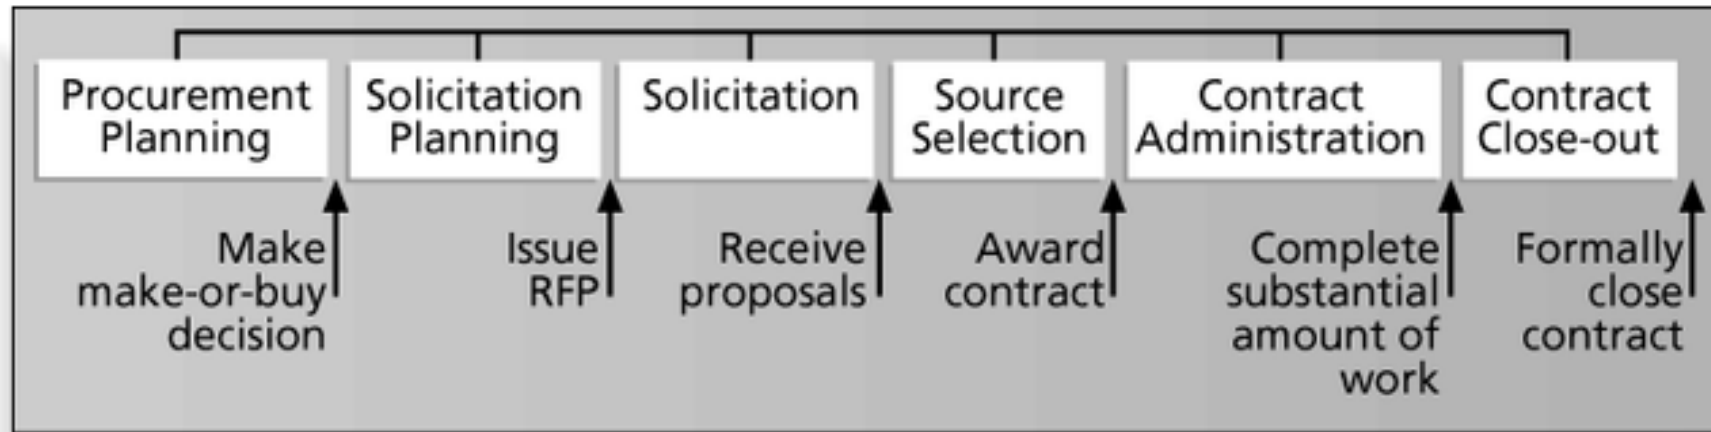 Procurement
Planning
Solicitation
Planning
Solicitation
Source
Selection
Contract
Administration
Contract
Close-out
Make
make-or-buy
decision
Issue
RFP
Receive
proposals
Award
contract
Complete
substantial
amount of
work
Formally
close
contract